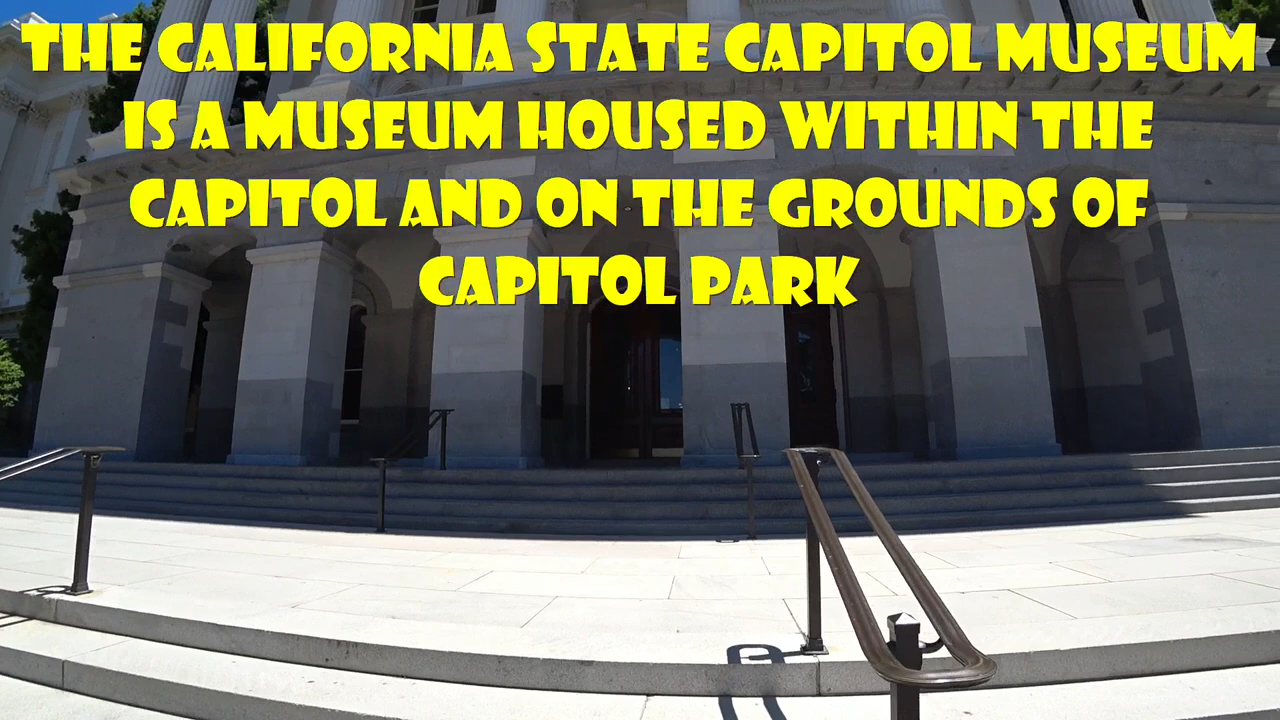 THE CALIFORNIA STATE CAPITOL MUSEUM
IS A MUSEUM HOUSED WITHIN THE
CAPITOL AND ON THE GROUNDS OF
CAPITOL PARK